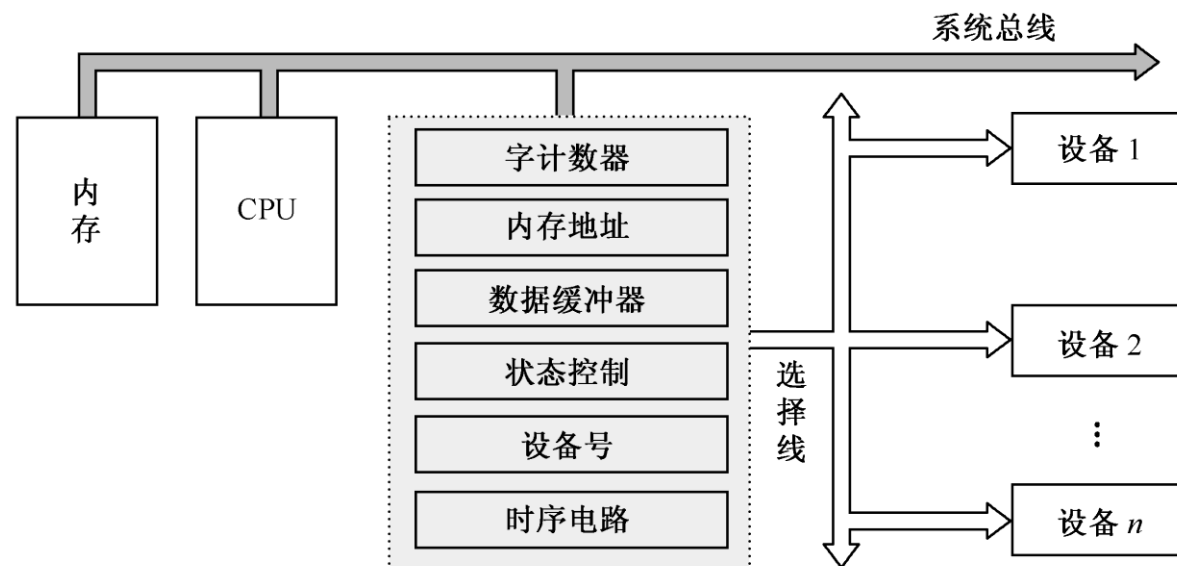 系统总线
内存
CPU
字计数器
内存地址
数据缓冲器
状态控制
设备号
时序电路
选择线
设备 1
设备 2
⋮
设备 n